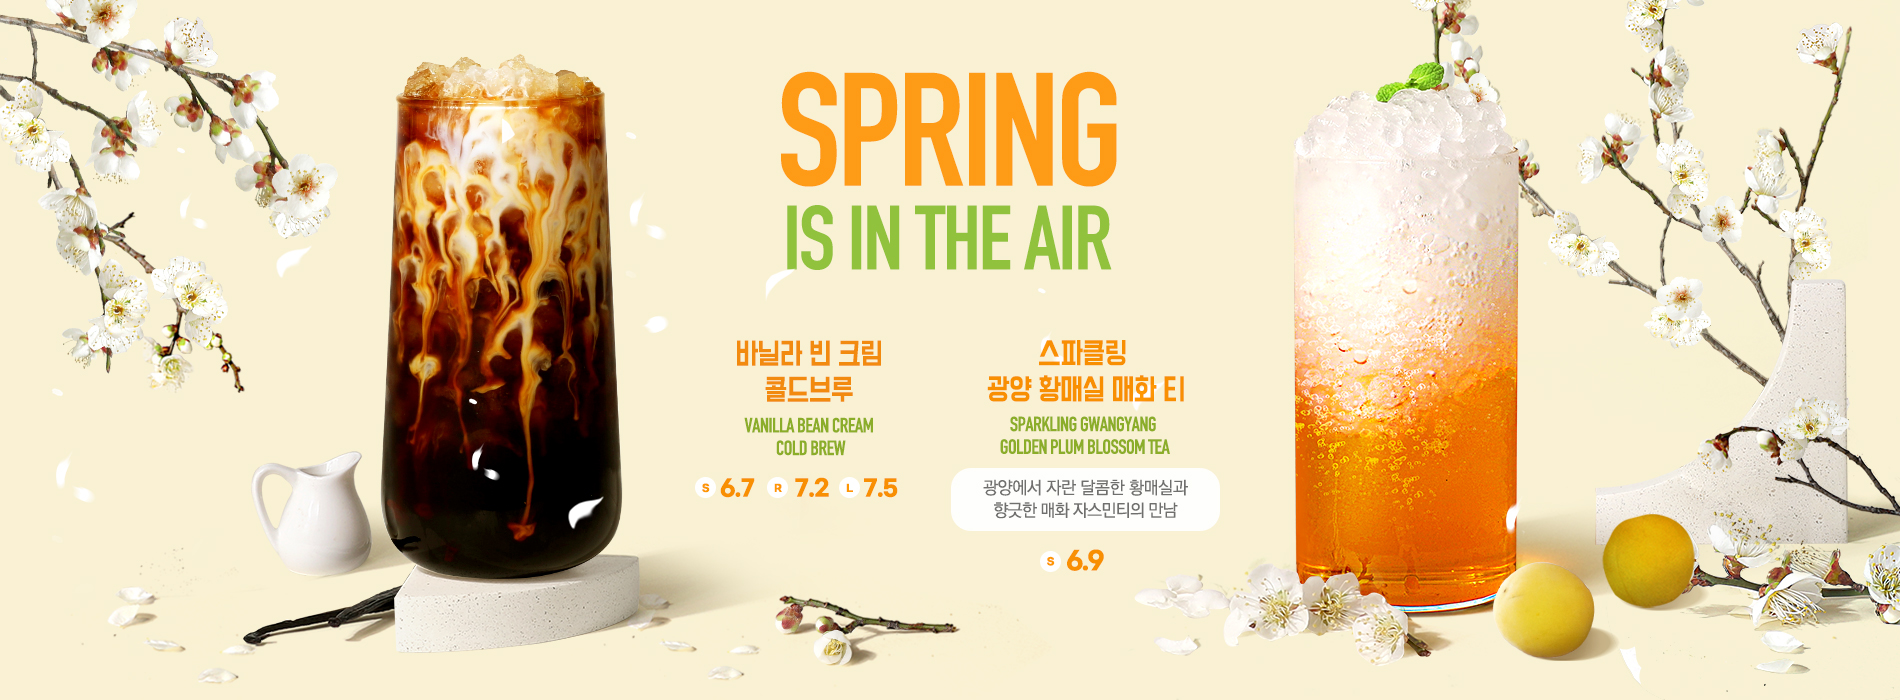 SPRING
IS IN THE AIR
바닐라 빈 크림
콜드브루
VANILLA BEAN CREAM
COLD BREW
S 6.7 R 7.2 L 7.5
스파클링
광양 황매실 매화 티
SPARKLING GWANGYANG
GOLDEN PLUM BLOSSOM TEA
광양에서 자란 달콤한 황매실과
향긋한 매화 자스민티의 만남
S 6.9